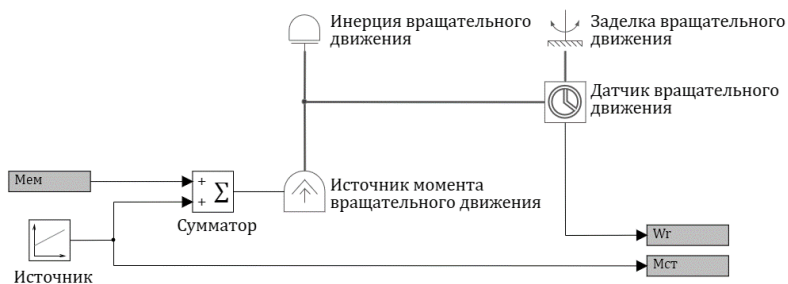 Инерция вращательного
движения
Заделка вращательного
движения
Датчик вращательного
движения
Мем
+
+
Σ
Источник момента
вращательного движения
Сумматор
Wr
Источник
Мст